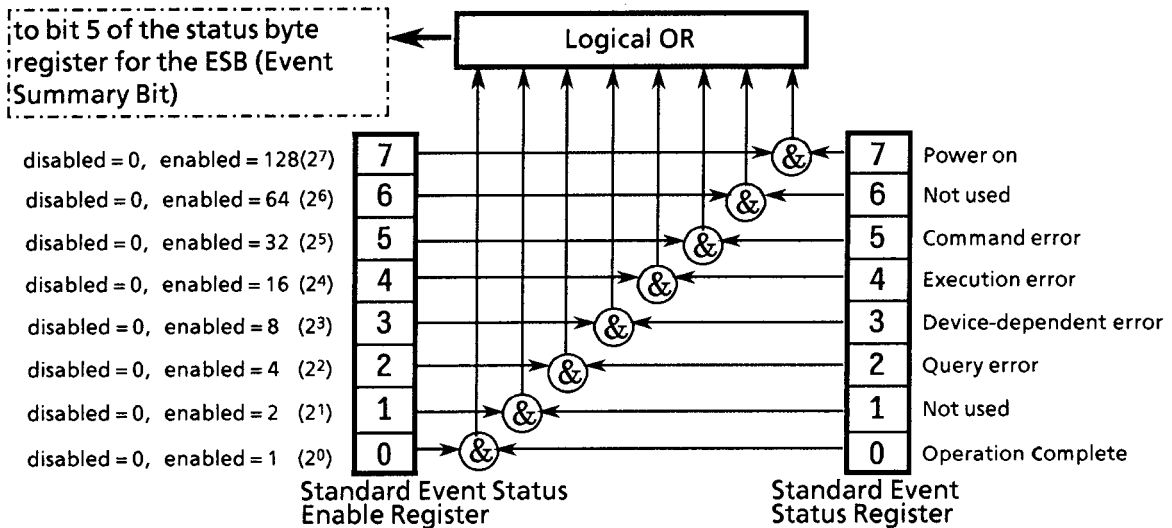 to bit 5 of the status byte
register for the ESB (Event
Summary Bit)
Logical OR
disabled = 0, enabled = 128(2⁷) 7 & 7 Power on
disabled = 0, enabled = 64 (2⁶) 6 & 6 Not used
disabled = 0, enabled = 32 (2⁵) 5 & 5 Command error
disabled = 0, enabled = 16 (2⁴) 4 & 4 Execution error
disabled = 0, enabled = 8 (2³) 3 & 3 Device-dependent error
disabled = 0, enabled = 4 (2²) 2 & 2 Query error
disabled = 0, enabled = 2 (2¹) 1 & 1 Not used
disabled = 0, enabled = 1 (2⁰) 0 & 0 Operation Complete
Standard Event Status
Enable Register
Standard Event
Status Register